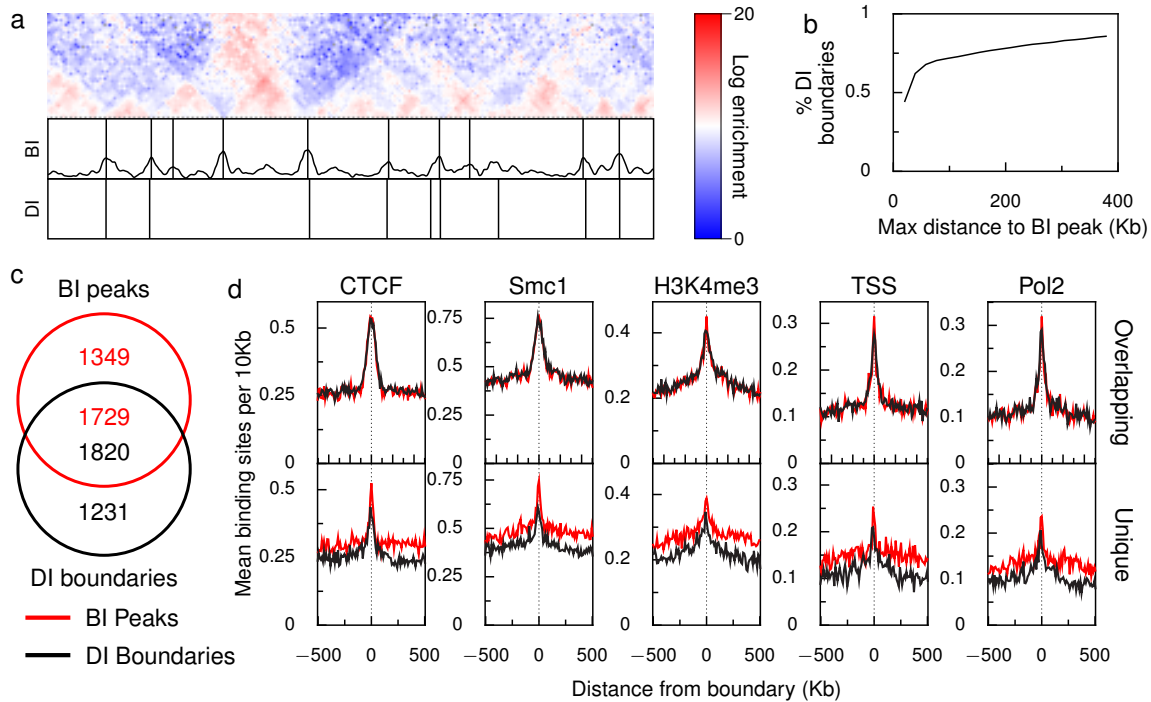 a
20
Log enrichment
0
BI
DI
b
1
0.5
0
% DI
boundaries
0
200
400
Max distance to BI peak (Kb)
c
BI peaks
1349
1729
1820
1231
DI boundaries
BI Peaks
DI Boundaries
d
CTCF
Smc1
H3K4me3
TSS
Pol2
Mean binding sites per 10Kb
0.5
0.25
0
0.75
0.5
0.25
0
0.4
0.2
0
0.3
0.2
0.1
0
0.3
0.2
0.1
0
Overlapping
0.5
0.25
0
0.75
0.5
0.25
0
0.4
0.2
0
0.3
0.2
0.1
0
0.3
0.2
0.1
0
Unique
−500 0 500
−500 0 500
−500 0 500
−500 0 500
−500 0 500
Distance from boundary (Kb)